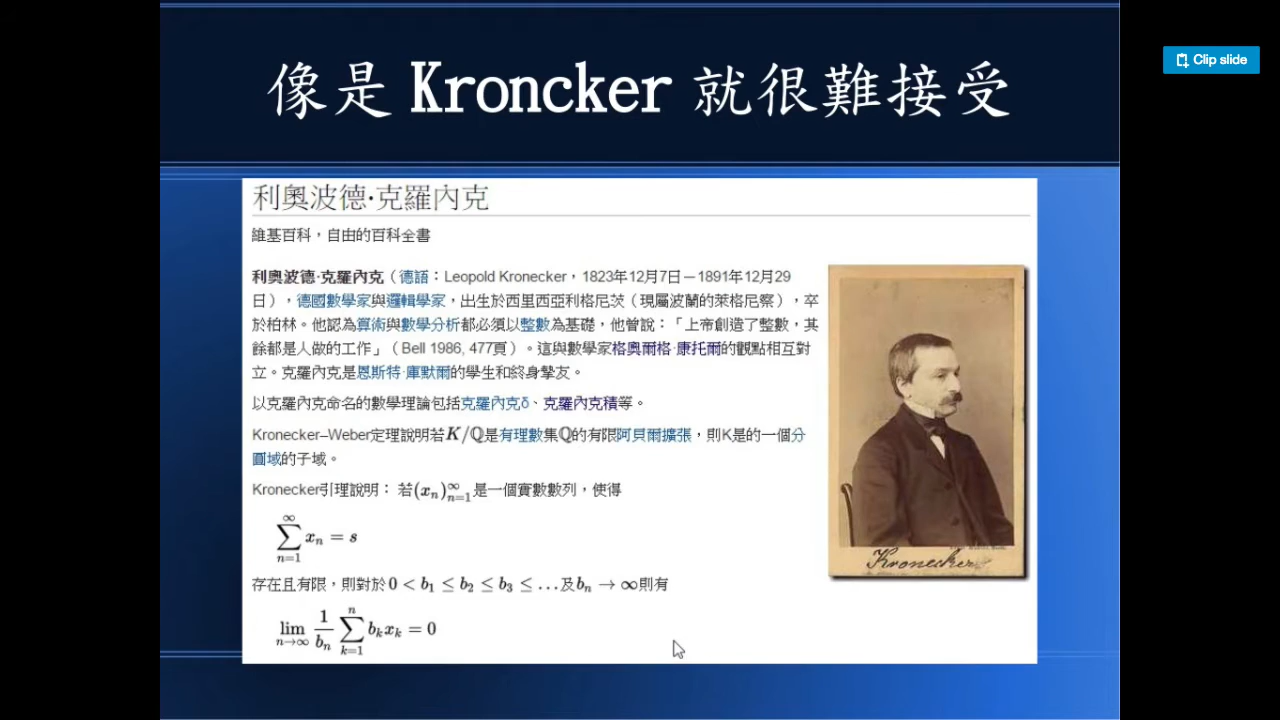 像是 Kroncker 就很難接受
Clip slide
利奧波德·克羅內克
維基百科，自由的百科全書
利奧波德·克羅內克（德語：Leopold Kronecker，1823年12月7日－1891年12月29
日），德國數學家與邏輯學家，出生於西里西亞利格尼茨（現屬波蘭的萊格尼察），卒
於柏林。他認為算術與數學分析都必須以整數為基礎，他曾說：「上帝創造了整數，其
餘都是人做的工作」（Bell 1986, 477頁）。這與數學家格奧爾格·康托爾的觀點相互對
立。克羅內克是恩斯特·庫默爾的學生和終身摯友。
以克羅內克命名的數學理論包括克羅內克δ、克羅內克積等。
Kronecker–Weber定理說明若K/ℚ是有理數集ℚ的有限阿貝爾擴張，則K是的一個分
圓域的子域。
Kronecker引理說明： 若(xₙ)ₙ₌₁^∞是一個實數數列，使得
∑_{n=1}^{∞} xₙ = s
存在且有限，則對於 0 < b₁ ≤ b₂ ≤ b₃ ≤ …及bₙ → ∞則有
lim_{n→∞} 1/bₙ ∑_{k=1}^{n} bₖxₖ = 0
Kronecker